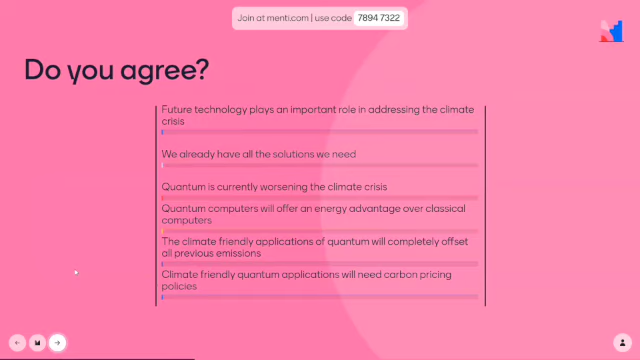 Join at menti.com | use code 7894 7322
Do you agree?
Future technology plays an important role in addressing the climate
crisis
We already have all the solutions we need
Quantum is currently worsening the climate crisis
Quantum computers will offer an energy advantage over classical
computers
The climate friendly applications of quantum will completely offset
all previous emissions
Climate friendly quantum applications will need carbon pricing
policies